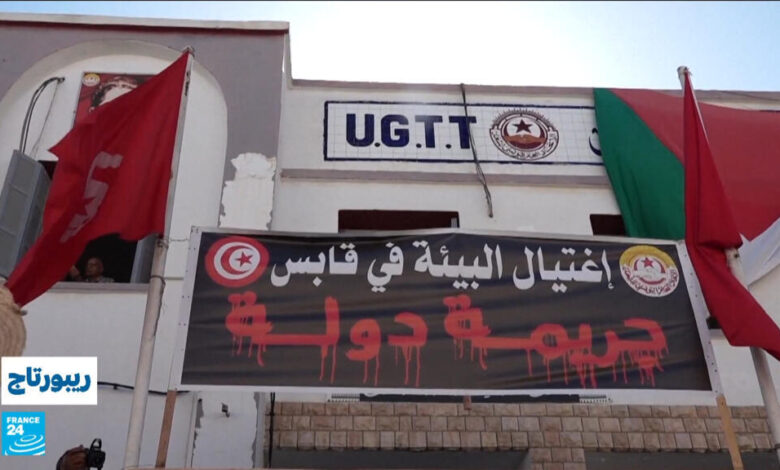 U.G.T.T
إغتيال البيئة في قابس
جريمة دولة
ريبورتاج
FRANCE
24